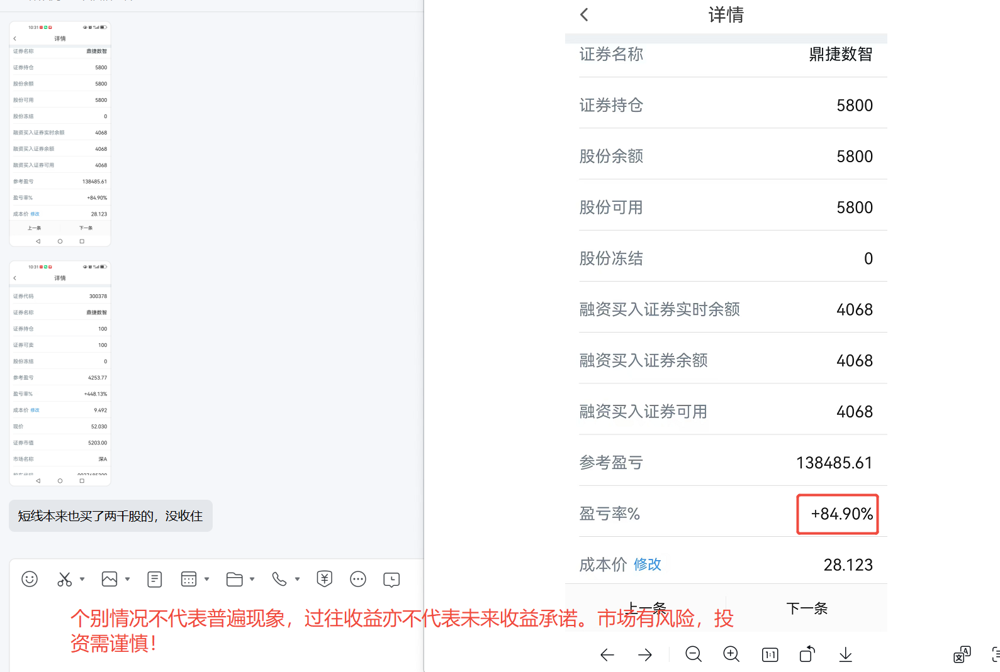 10:31
详情
证券名称 鼎捷数智
证券持仓 5800
股份余额 5800
股份可用 5800
股份冻结 0
融资买入证券实时余额 4068
融资买入证券余额 4068
融资买入证券可用 4068
参考盈亏 138485.61
盈亏率% +84.90%
成本价 修改 28.123
上一条 下一条
10:31
详情
证券代码 300378
证券名称 鼎捷数智
证券持仓 100
证券可卖 100
股份冻结 0
参考盈亏 4253.77
盈亏率% +448.13%
成本价 修改 9.492
现价 52.030
证券市值 5203.00
市场名称 深A
短线本来也买了两千股的，没收住
详情
证券名称 鼎捷数智
证券持仓 5800
股份余额 5800
股份可用 5800
股份冻结 0
融资买入证券实时余额 4068
融资买入证券余额 4068
融资买入证券可用 4068
参考盈亏 138485.61
盈亏率% +84.90%
成本价 修改 28.123
上一条 下一条
个别情况不代表普遍现象，过往收益亦不代表未来收益承诺。市场有风险，投
资需谨慎！
1:1